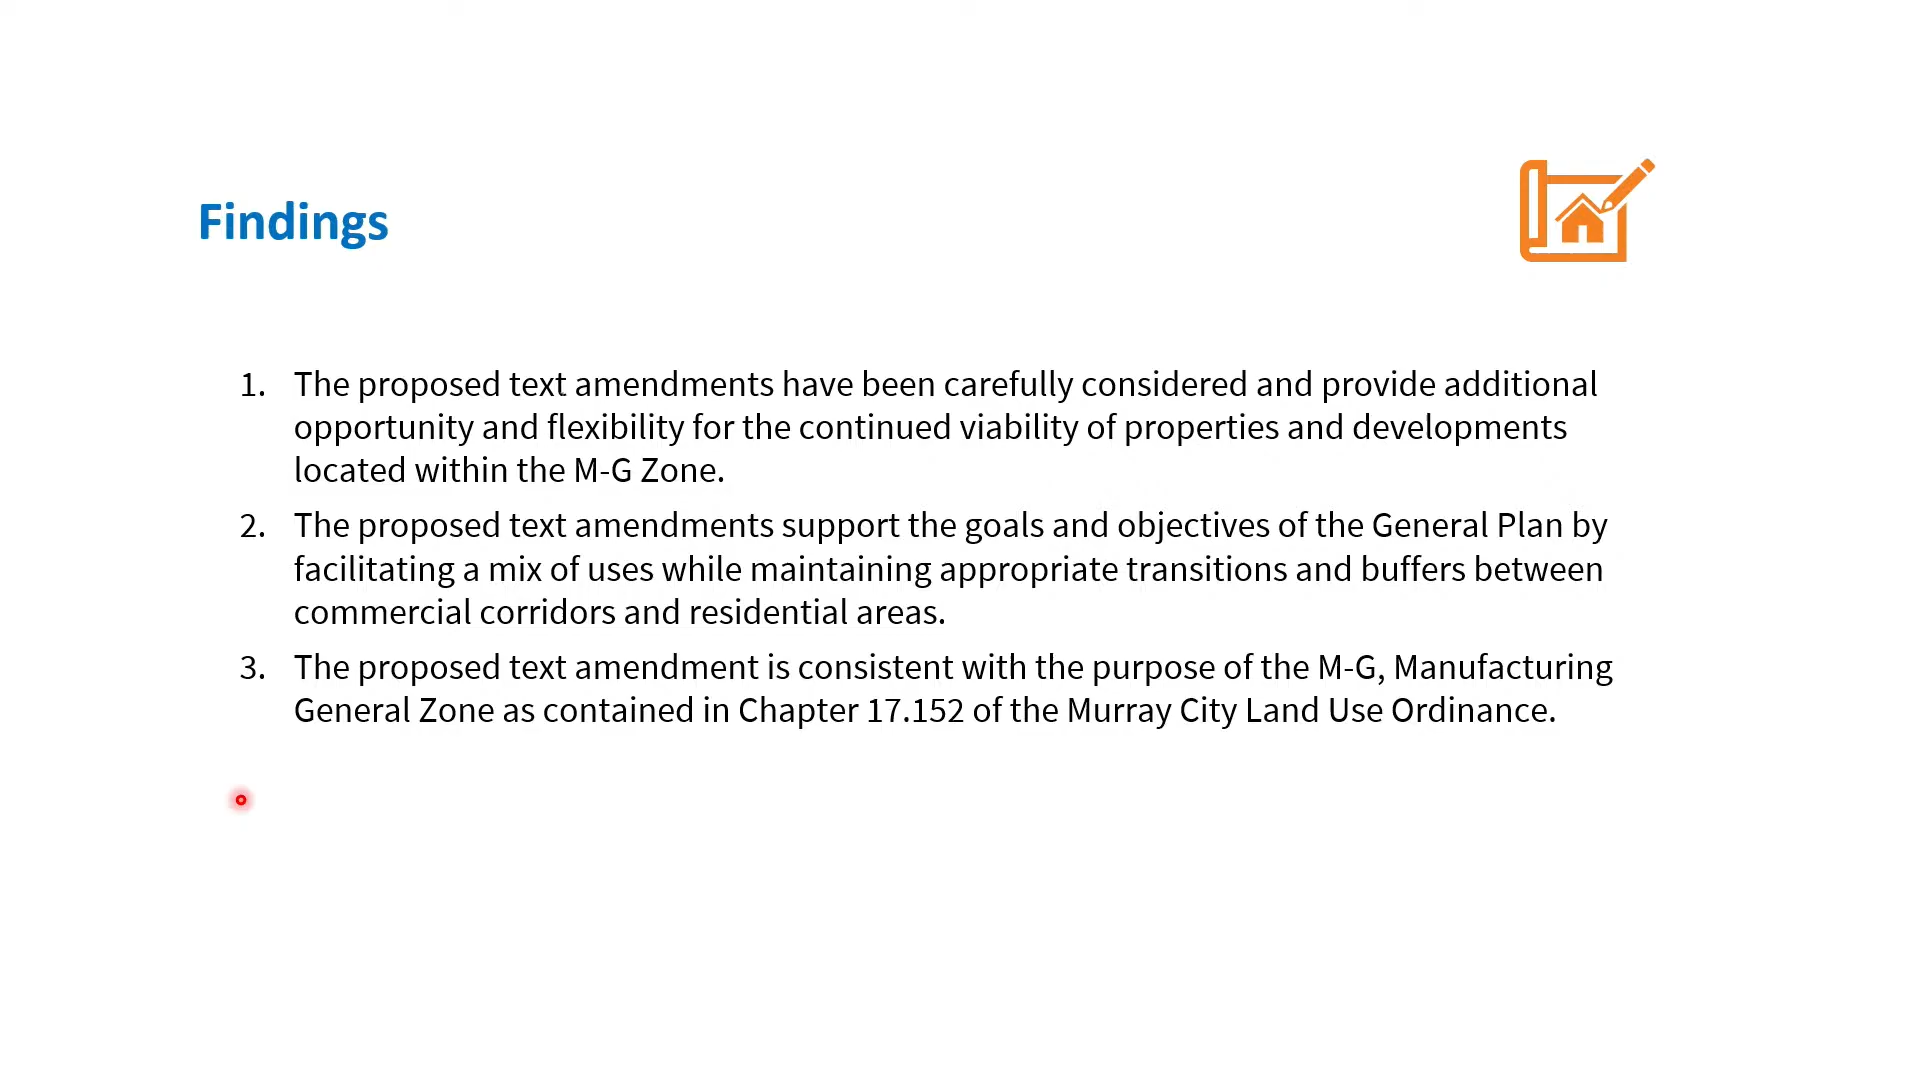 Findings
1. The proposed text amendments have been carefully considered and provide additional
opportunity and flexibility for the continued viability of properties and developments
located within the M-G Zone.
2. The proposed text amendments support the goals and objectives of the General Plan by
facilitating a mix of uses while maintaining appropriate transitions and buffers between
commercial corridors and residential areas.
3. The proposed text amendment is consistent with the purpose of the M-G, Manufacturing
General Zone as contained in Chapter 17.152 of the Murray City Land Use Ordinance.